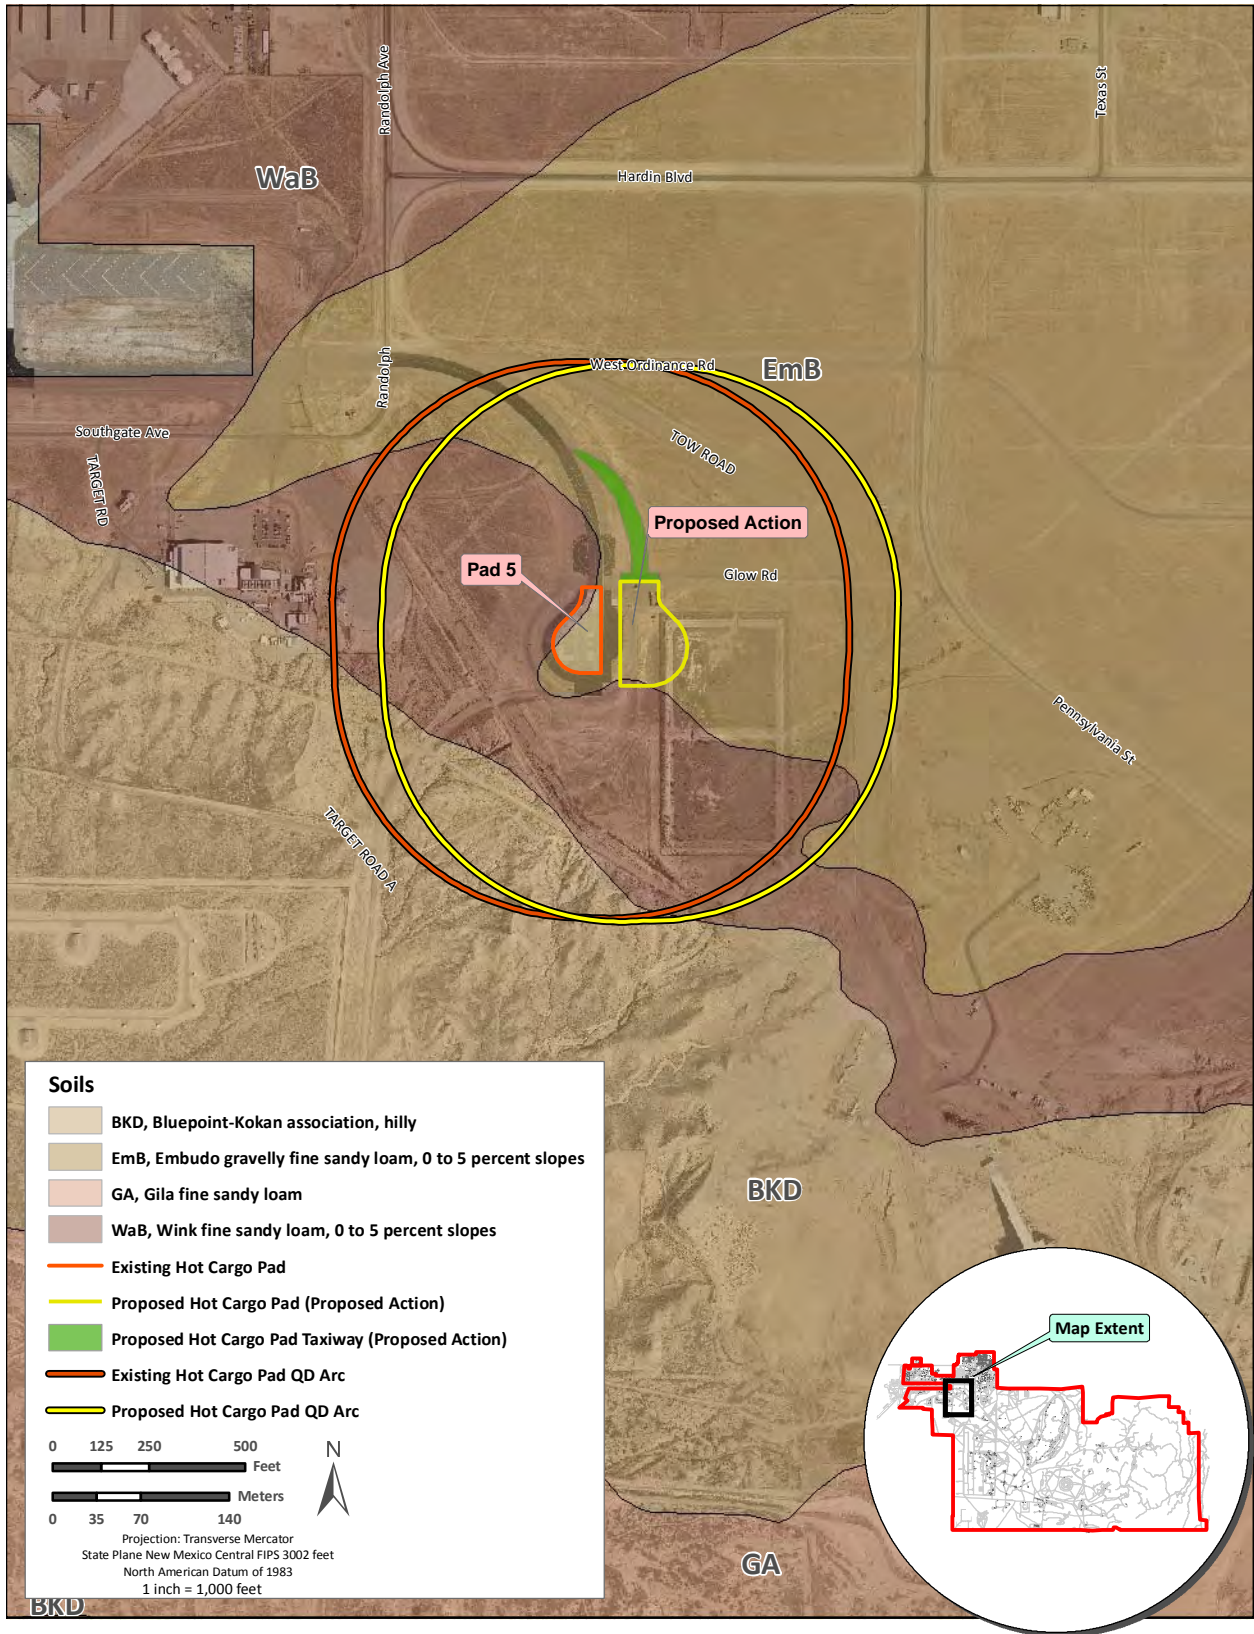 Randolph Ave
Texas St
WaB
Hardin Blvd
West Ordinance Rd
EmB
Randolph
Southgate Ave
TARGET RD
TOW ROAD
Proposed Action
Pad 5
Glow Rd
Pennsylvania St
TARGET ROAD A
Soils
BKD, Bluepoint-Kokan association, hilly
EmB, Embudo gravelly fine sandy loam, 0 to 5 percent slopes
GA, Gila fine sandy loam
WaB, Wink fine sandy loam, 0 to 5 percent slopes
Existing Hot Cargo Pad
Proposed Hot Cargo Pad (Proposed Action)
Proposed Hot Cargo Pad Taxiway (Proposed Action)
Existing Hot Cargo Pad QD Arc
Proposed Hot Cargo Pad QD Arc
0 125 250 500
Feet
Meters
0 35 70 140
N
Projection: Transverse Mercator
State Plane New Mexico Central FIPS 3002 feet
North American Datum of 1983
1 inch = 1,000 feet
BKD
BKD
Map Extent
GA